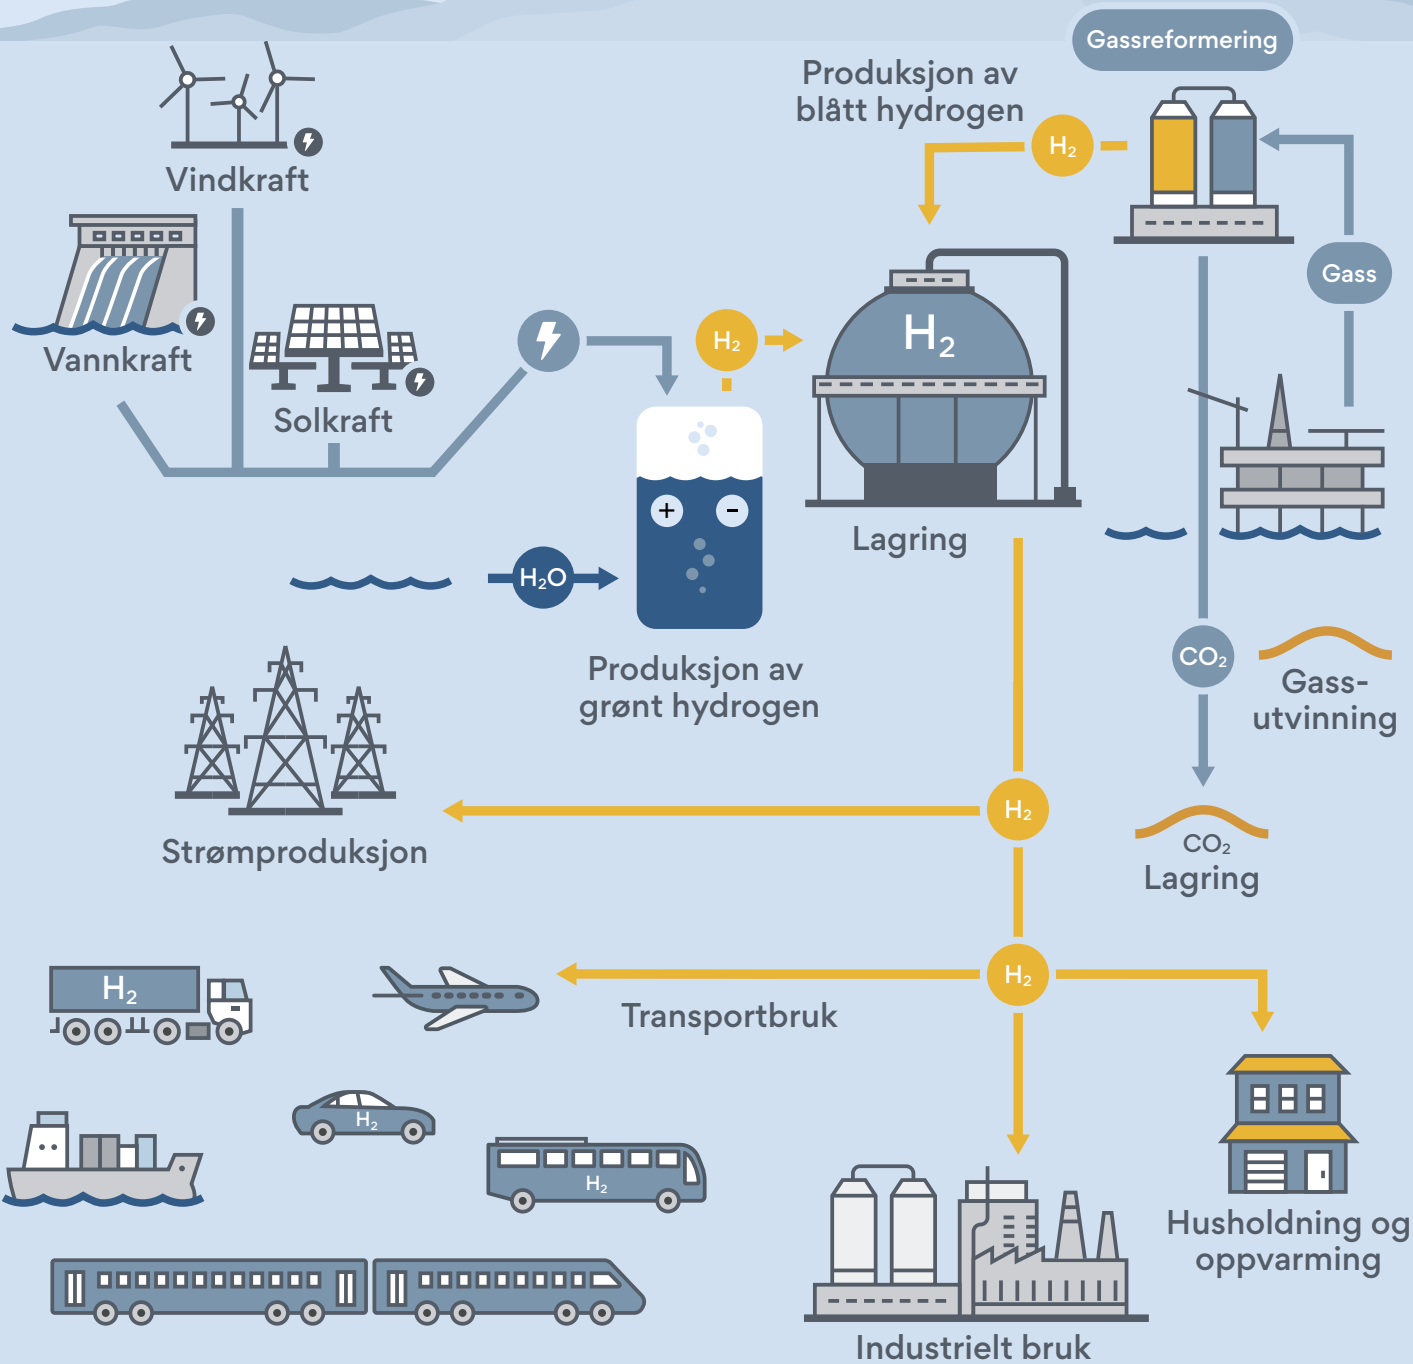 Gassreformering
Produksjon av
blått hydrogen
H₂
Vindkraft
Gass
Vannkraft
H₂
H₂
Solkraft
+
-
Lagring
H₂O
CO₂
Produksjon av
grønt hydrogen
Gass-
utvinning
H₂
Strømproduksjon
CO₂
Lagring
H₂
H₂
Transportbruk
H₂
H₂
Husholdning og
oppvarming
Industrielt bruk